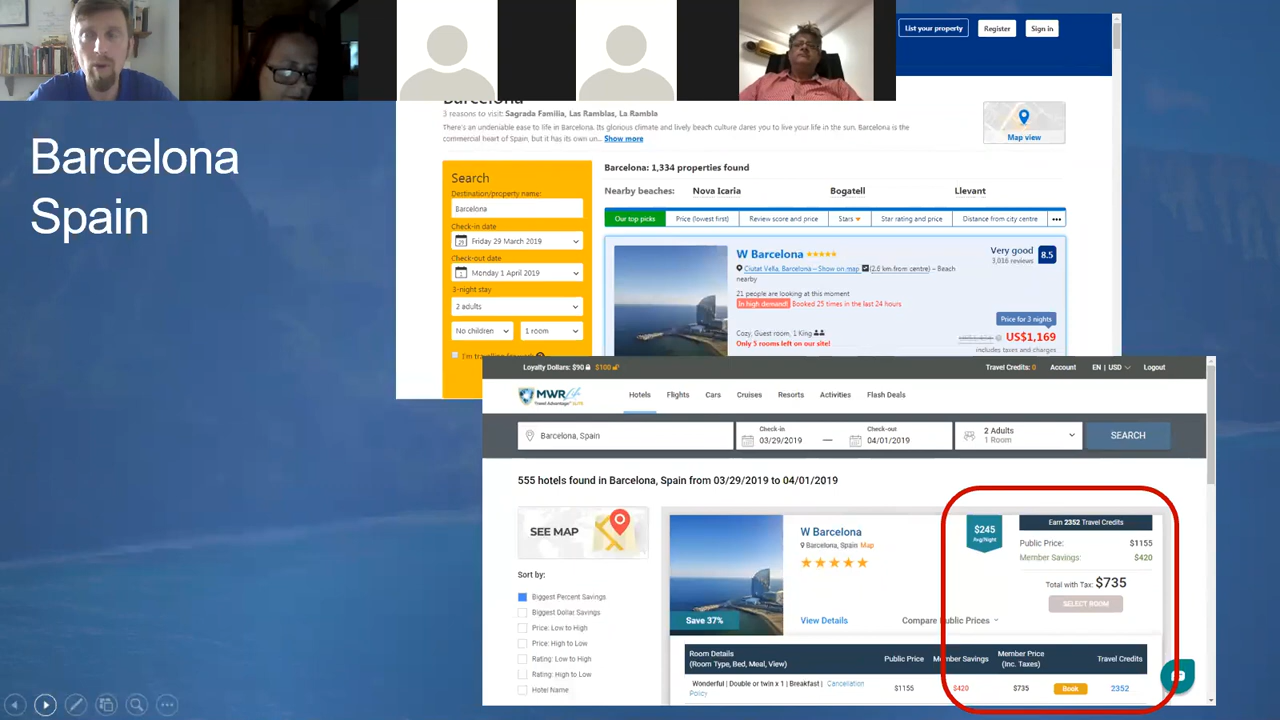 Barcelona
Spain
List your property
Register
Sign in
Barcelona
3 reasons to visit: Sagrada Familia, Las Ramblas, La Rambla
There's an undeniable ease to life in Barcelona. Its glorious climate and lively beach culture dares you to live your life in the sun. Barcelona is the
commercial heart of Spain, but it has its own un... Show more
Map view
Search
Destination/property name:
Barcelona
Check-in date
Friday 29 March 2019
Check-out date
Monday 1 April 2019
3-night stay
2 adults
No children
1 room
I'm travelling for work
Barcelona: 1,334 properties found
Nearby beaches: Nova Icaria Bogatell Llevant
Our top picks Price (lowest first) Review score and price Stars Star rating and price Distance from city centre •••
W Barcelona
Ciutat Vella, Barcelona – Show on map (2.6 km from centre) – Beach
nearby
21 people are looking at this moment
In high demand! Booked 25 times in the last 24 hours
Cozy, Guest room, 1 King
Only 5 rooms left on our site!
Very good
3,016 reviews
8.5
Price for 3 nights
US$1,169
includes taxes and charges
Loyalty Dollars: $90 $100
Travel Credits: 0 Account EN | USD Logout
MWR Life
Travel Advantage™ ELITE
Hotels Flights Cars Cruises Resorts Activities Flash Deals
Barcelona, Spain
Check-in
03/29/2019
—
Check-out
04/01/2019
2 Adults
1 Room
SEARCH
555 hotels found in Barcelona, Spain from 03/29/2019 to 04/01/2019
SEE MAP
Sort by:
Biggest Percent Savings
Biggest Dollar Savings
Price: Low to High
Price: High to Low
Rating: Low to High
Rating: High to Low
Hotel Name
Save 37%
W Barcelona
Barcelona, Spain Map
View Details
Compare Public Prices
$245
Avg/Night
Earn 2352 Travel Credits
Public Price: $1155
Member Savings: $420
Total with Tax: $735
SELECT ROOM
Room Details
(Room Type, Bed, Meal, View)
Public Price
Member Savings
Member Price
(Inc. Taxes)
Travel Credits
Wonderful | Double or twin x 1 | Breakfast | Cancellation
Policy
$1155
$420
$735
Book
2352